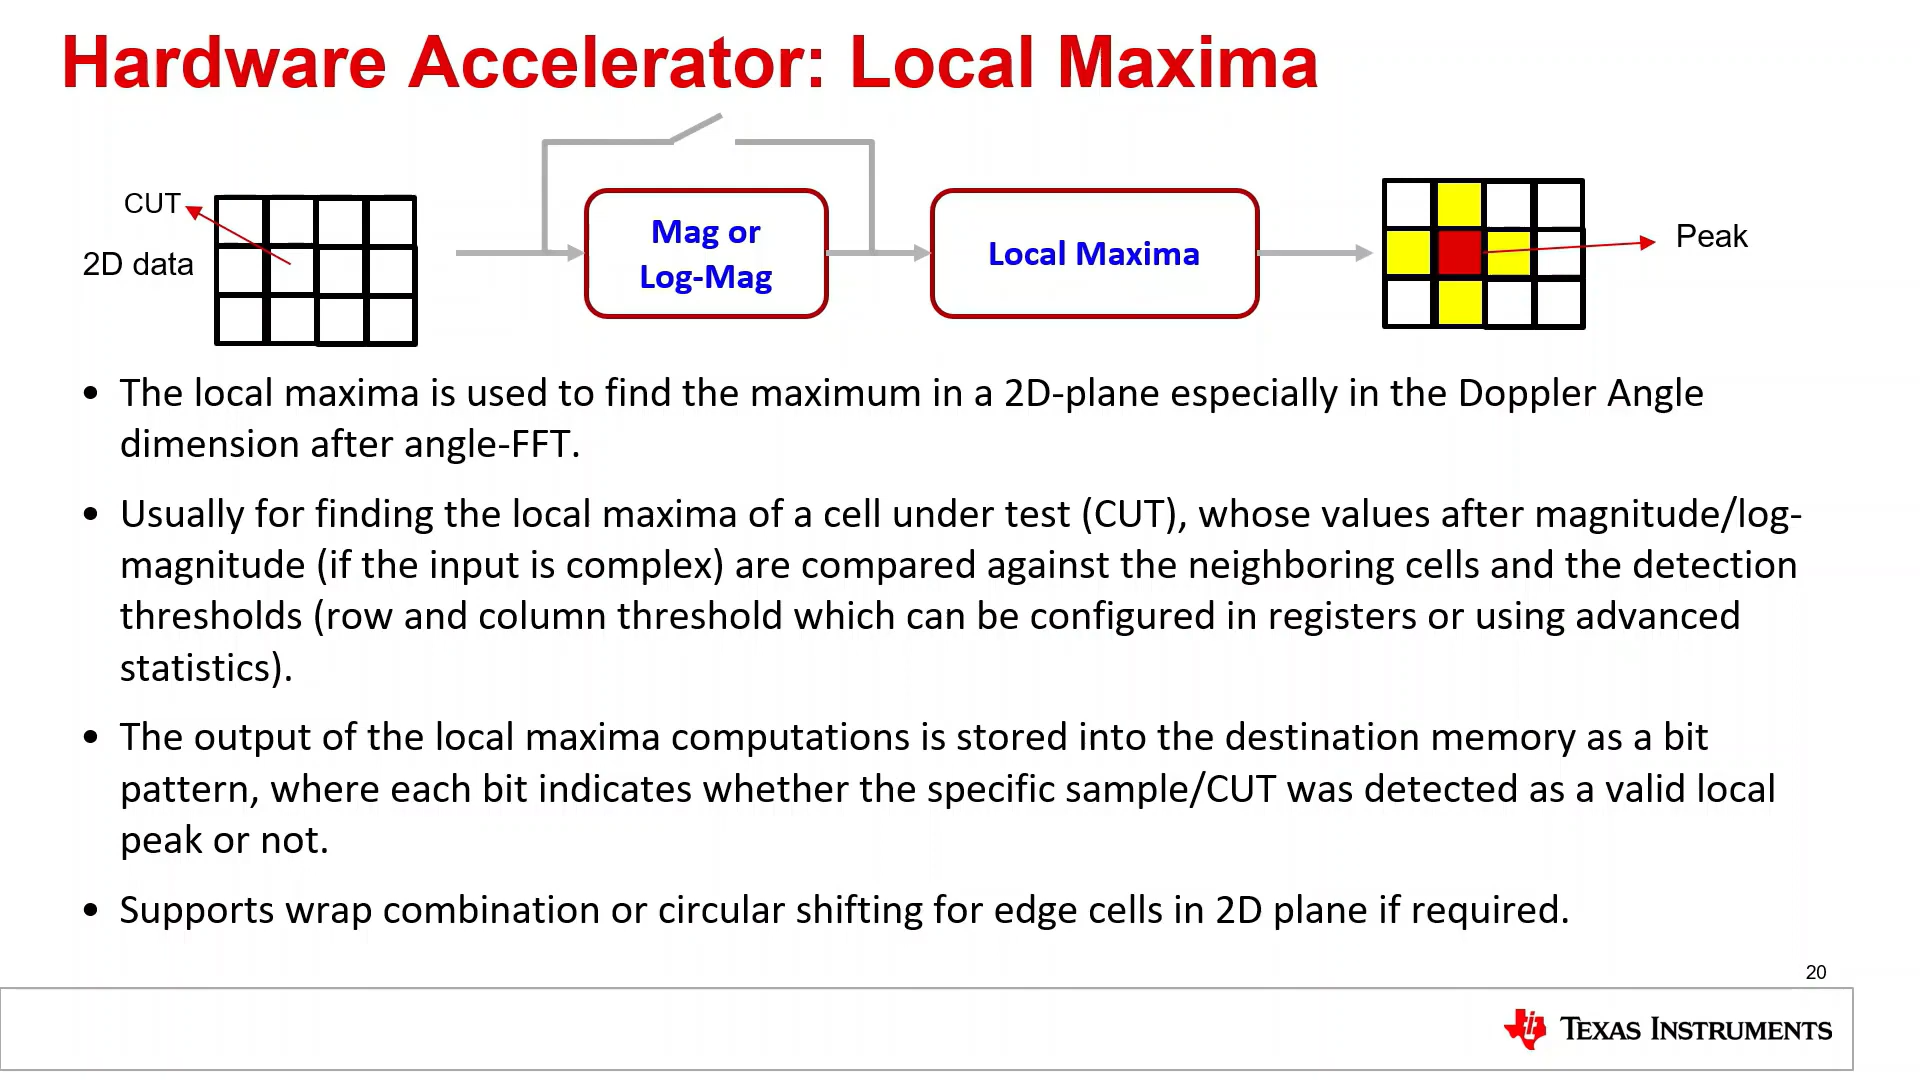 Hardware Accelerator: Local Maxima
CUT
2D data
Mag or
Log-Mag
Local Maxima
Peak
• The local maxima is used to find the maximum in a 2D-plane especially in the Doppler Angle
dimension after angle-FFT.
• Usually for finding the local maxima of a cell under test (CUT), whose values after magnitude/log-
magnitude (if the input is complex) are compared against the neighboring cells and the detection
thresholds (row and column threshold which can be configured in registers or using advanced
statistics).
• The output of the local maxima computations is stored into the destination memory as a bit
pattern, where each bit indicates whether the specific sample/CUT was detected as a valid local
peak or not.
• Supports wrap combination or circular shifting for edge cells in 2D plane if required.
20
TEXAS INSTRUMENTS